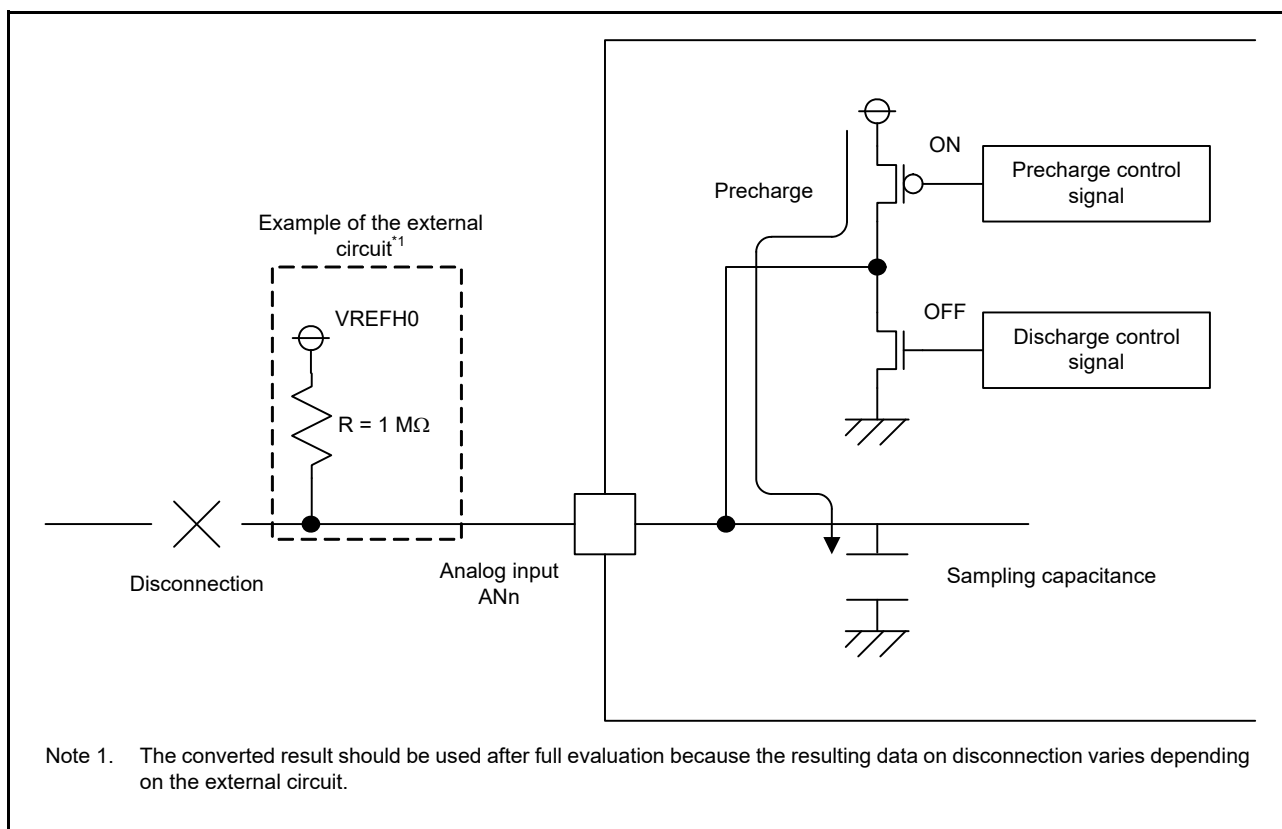 ON
Precharge control
signal
Precharge
Example of the external
circuit*1
VREFH0
OFF
Discharge control
signal
R = 1 MΩ
Disconnection
Analog input
ANn
Sampling capacitance
Note 1. The converted result should be used after full evaluation because the resulting data on disconnection varies depending
on the external circuit.